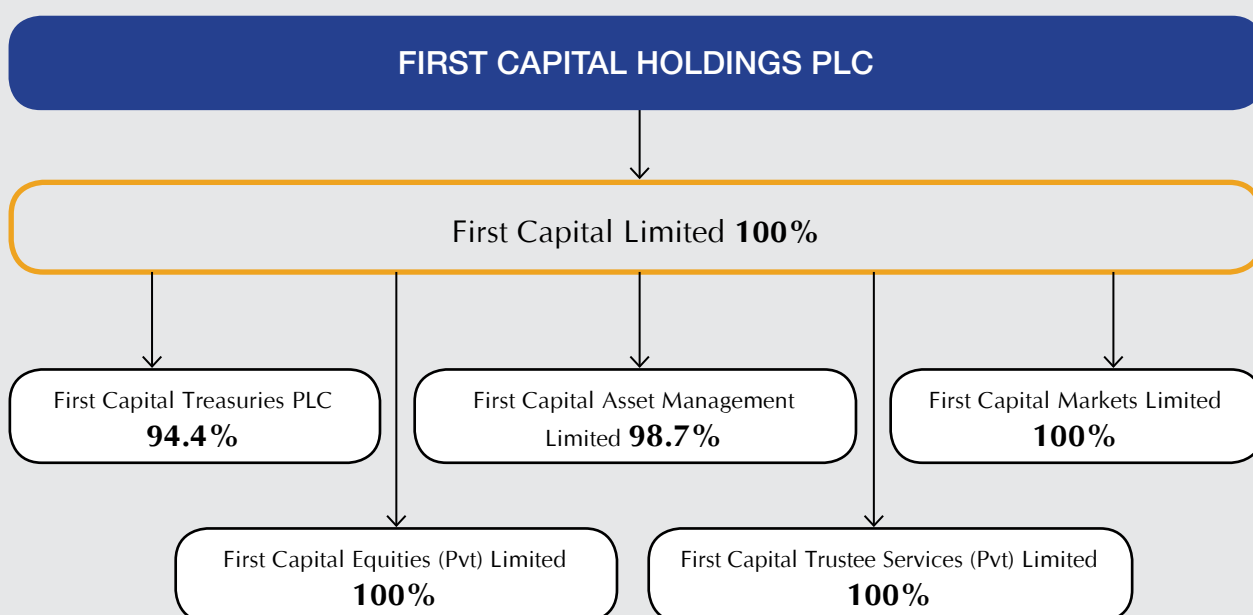 FIRST CAPITAL HOLDINGS PLC
First Capital Limited 100%
First Capital Treasuries PLC
94.4%
First Capital Asset Management
Limited 98.7%
First Capital Markets Limited
100%
First Capital Equities (Pvt) Limited
100%
First Capital Trustee Services (Pvt) Limited
100%